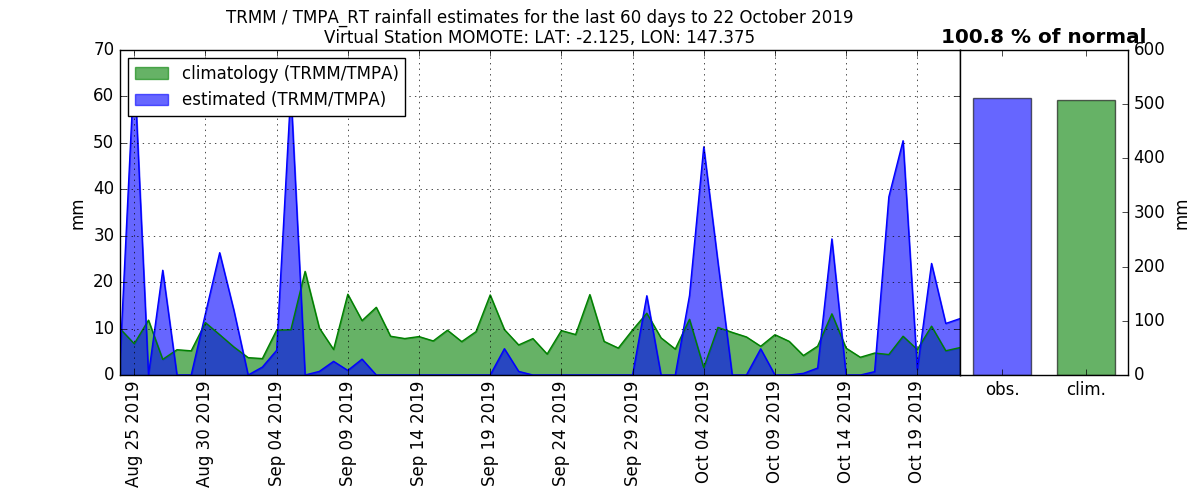 TRMM / TMPA_RT rainfall estimates for the last 60 days to 22 October 2019
Virtual Station MOMOTE: LAT: -2.125, LON: 147.375
100.8 % of normal
climatology (TRMM/TMPA)
estimated (TRMM/TMPA)
mm
70
60
50
40
30
20
10
0
Aug 25 2019
Aug 30 2019
Sep 04 2019
Sep 09 2019
Sep 14 2019
Sep 19 2019
Sep 24 2019
Sep 29 2019
Oct 04 2019
Oct 09 2019
Oct 14 2019
Oct 19 2019
obs.
clim.
600
500
400
300
200
100
0
mm